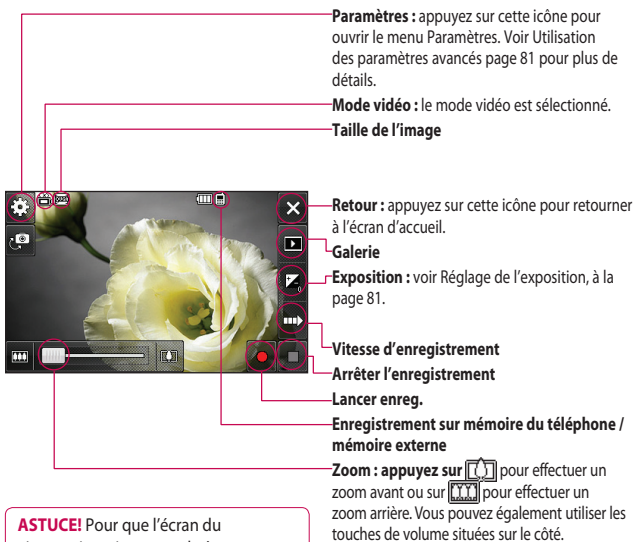 Paramètres : appuyez sur cette icône pour
ouvrir le menu Paramètres. Voir Utilisation
des paramètres avancés page 81 pour plus de
détails.
Mode vidéo : le mode vidéo est sélectionné.
Taille de l'image
Retour : appuyez sur cette icône pour retourner
à l'écran d'accueil.
Galerie
Exposition : voir Réglage de l'exposition, à la
page 81.
Vitesse d'enregistrement
Arrêter l'enregistrement
Lancer enreg.
Enregistrement sur mémoire du téléphone /
mémoire externe
Zoom : appuyez sur pour effectuer un
zoom avant ou sur pour effectuer un
zoom arrière. Vous pouvez également utiliser les
touches de volume situées sur le côté.
ASTUCE! Pour que l'écran du